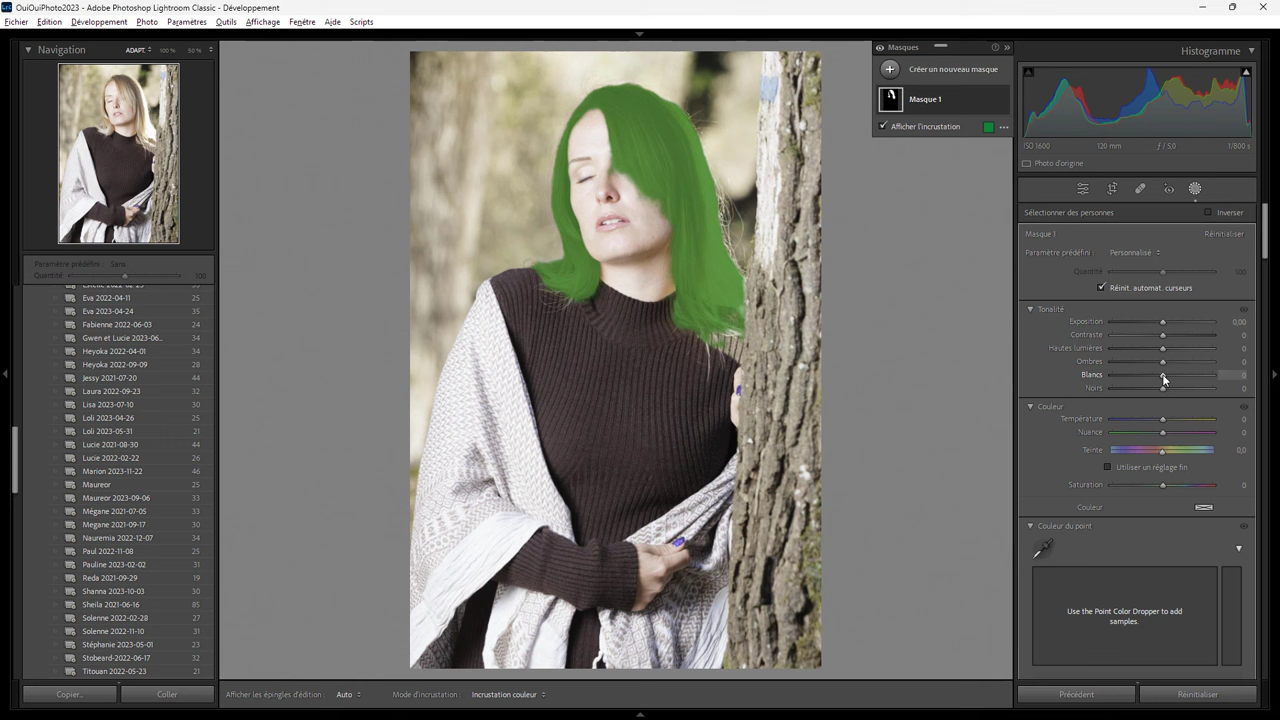 OuiOuiPhoto2023 - Adobe Photoshop Lightroom Classic - Développement
Fichier Edition Développement Photo Paramètres Outils Affichage Fenêtre Aide Scripts
Navigation ADAPT. 100 % 50 %
Paramètre prédéfini : Sans
Quantité 100
Eva 2022-04-11 25
Eva 2023-04-24 35
Fabienne 2022-06-03 24
Gwen et Lucie 2023-06... 34
Heyoka 2022-04-01 34
Heyoka 2022-09-09 28
Jessy 2021-07-20 44
Laura 2022-09-23 32
Lisa 2023-07-10 30
Loli 2023-04-26 25
Loli 2023-05-31 21
Lucie 2021-08-30 44
Lucie 2022-02-22 26
Marion 2023-11-22 46
Maureor 25
Maureor 2023-09-06 33
Mégane 2021-07-05 33
Megane 2021-09-17 30
Nauremia 2022-12-07 34
Paul 2022-11-08 25
Pauline 2023-02-02 31
Reda 2021-09-29 19
Shanna 2023-10-03 30
Sheila 2021-06-16 85
Solenne 2022-02-28 27
Solenne 2022-11-10 31
Stéphanie 2023-05-01 23
Stobeard-2022-06-17 32
Titouan 2022-05-23 21
Copier... Coller
Afficher les épingles d'édition : Auto Mode d'incrustation : Incrustation couleur
Masques
Créer un nouveau masque
Masque 1
Afficher l'incrustation
Histogramme
ISO 1600 120 mm ƒ / 5,0 1/800 s
Photo d'origine
Sélectionner des personnes Inverser
Masque 1 Réinitialiser
Paramètre prédéfini : Personnalisé
Quantité 100
Réinit. automat. curseurs
Tonalité
Exposition 0,00
Contraste 0
Hautes lumières 0
Ombres 0
Blancs 0
Noirs 0
Couleur
Température 0
Nuance 0
Teinte 0,0
Utiliser un réglage fin
Saturation 0
Couleur
Couleur du point
Use the Point Color Dropper to add
samples.
Précédent Réinitialiser